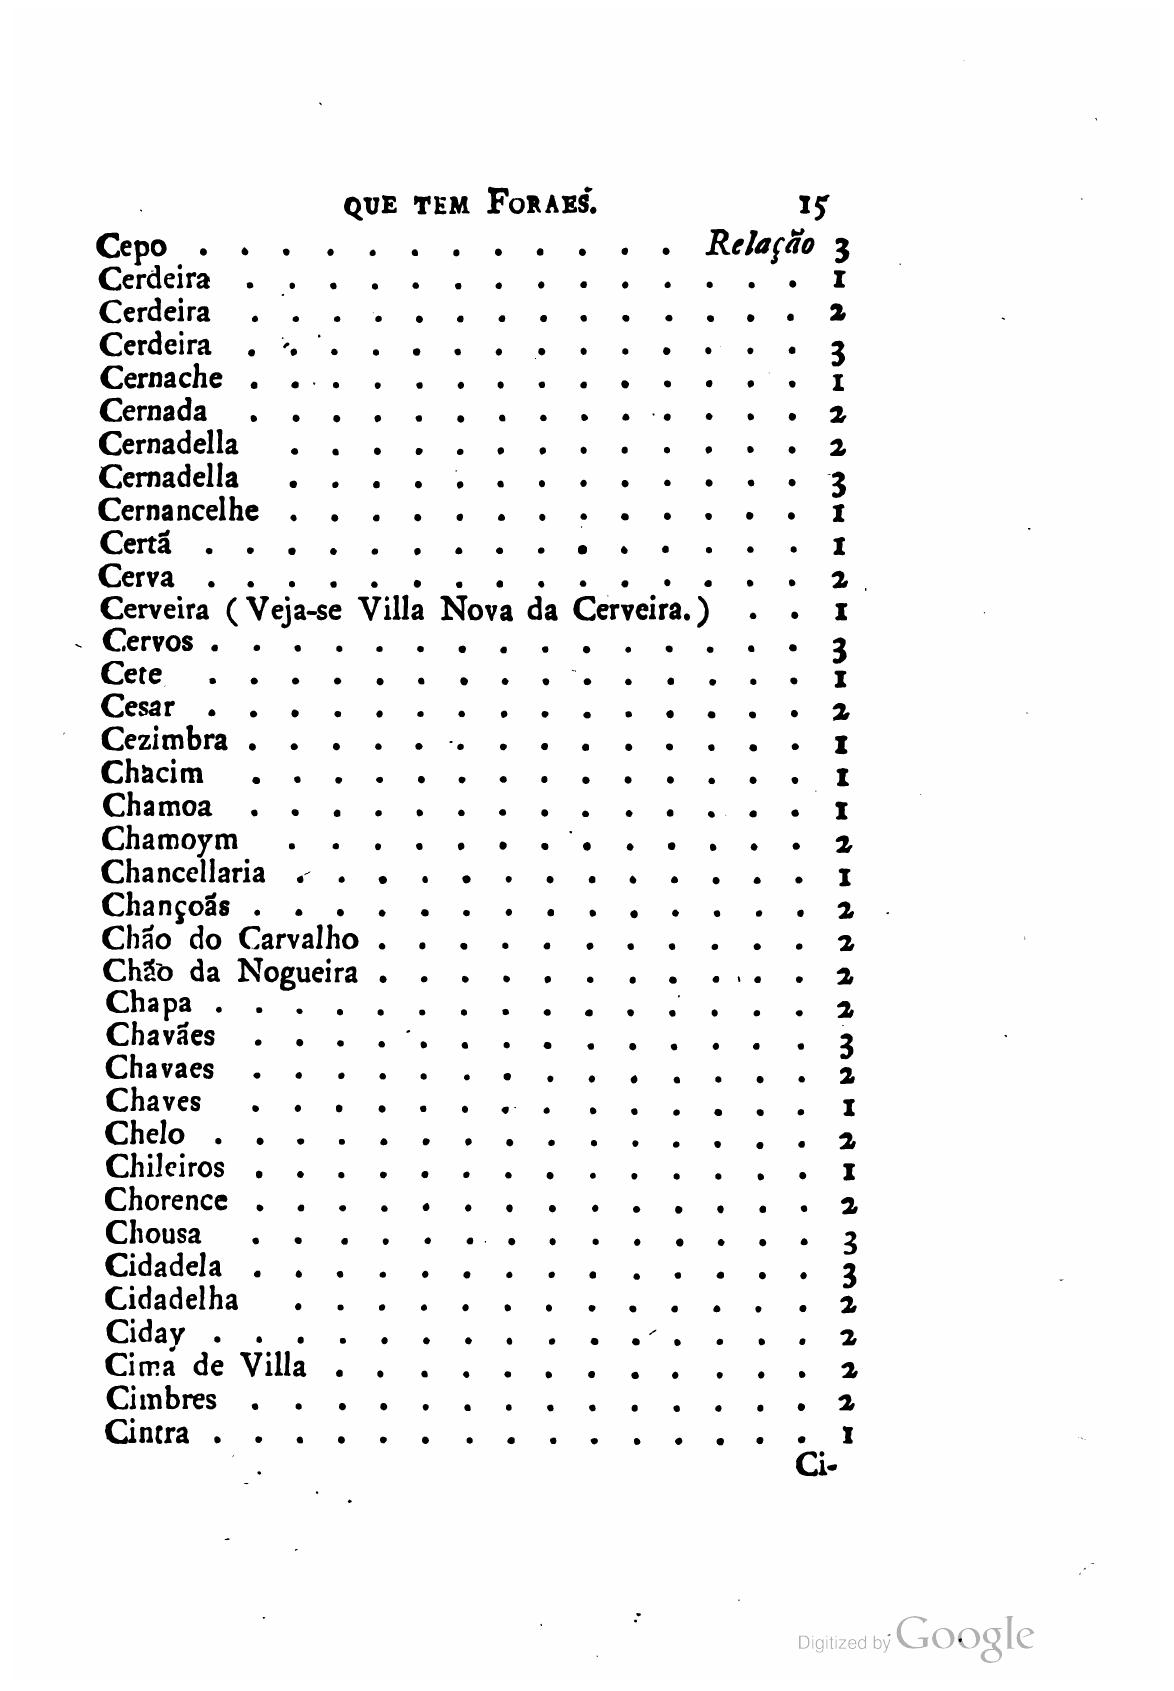 QUE TEM FORAES. 15
Cepo . . . . . . . . . . . . Relação 3
Cerdeira . . . . . . . . . . . . . . 1
Cerdeira . . . . . . . . . . . . . . 2
Cerdeira . . . . . . . . . . . . . . 3
Cernache . . . . . . . . . . . . . . 1
Cernada . . . . . . . . . . . . . . 2
Cernadella . . . . . . . . . . . . . 2
Cernadella . . . . . . . . . . . . . 3
Cernancelhe . . . . . . . . . . . . . 1
Certã . . . . . . . . . . . . . . . 1
Cerva . . . . . . . . . . . . . . . 2
Cerveira (Veja-se Villa Nova da Cerveira.) . . 1
Cervos . . . . . . . . . . . . . . . 3
Cete . . . . . . . . . . . . . . . 1
Cesar . . . . . . . . . . . . . . . 2
Cezimbra . . . . . . . . . . . . . . 1
Chacim . . . . . . . . . . . . . . 1
Chamoa . . . . . . . . . . . . . . 1
Chamoym . . . . . . . . . . . . . 2
Chancellaria . . . . . . . . . . . . . 1
Chançoãs . . . . . . . . . . . . . . 2
Chão do Carvalho . . . . . . . . . . . 2
Chão da Nogueira . . . . . . . . . . . 2
Chapa . . . . . . . . . . . . . . . 2
Chavães . . . . . . . . . . . . . . 3
Chavaes . . . . . . . . . . . . . . 2
Chaves . . . . . . . . . . . . . . 1
Chelo . . . . . . . . . . . . . . . 2
Chileiros . . . . . . . . . . . . . . 1
Chorence . . . . . . . . . . . . . . 2
Chousa . . . . . . . . . . . . . . 3
Cidadela . . . . . . . . . . . . . . 3
Cidadelha . . . . . . . . . . . . . 2
Ciday . . . . . . . . . . . . . . . 2
Cima de Villa . . . . . . . . . . . . 2
Cimbres . . . . . . . . . . . . . . 2
Cintra . . . . . . . . . . . . . . . 1
Ci-
Digitized by Google